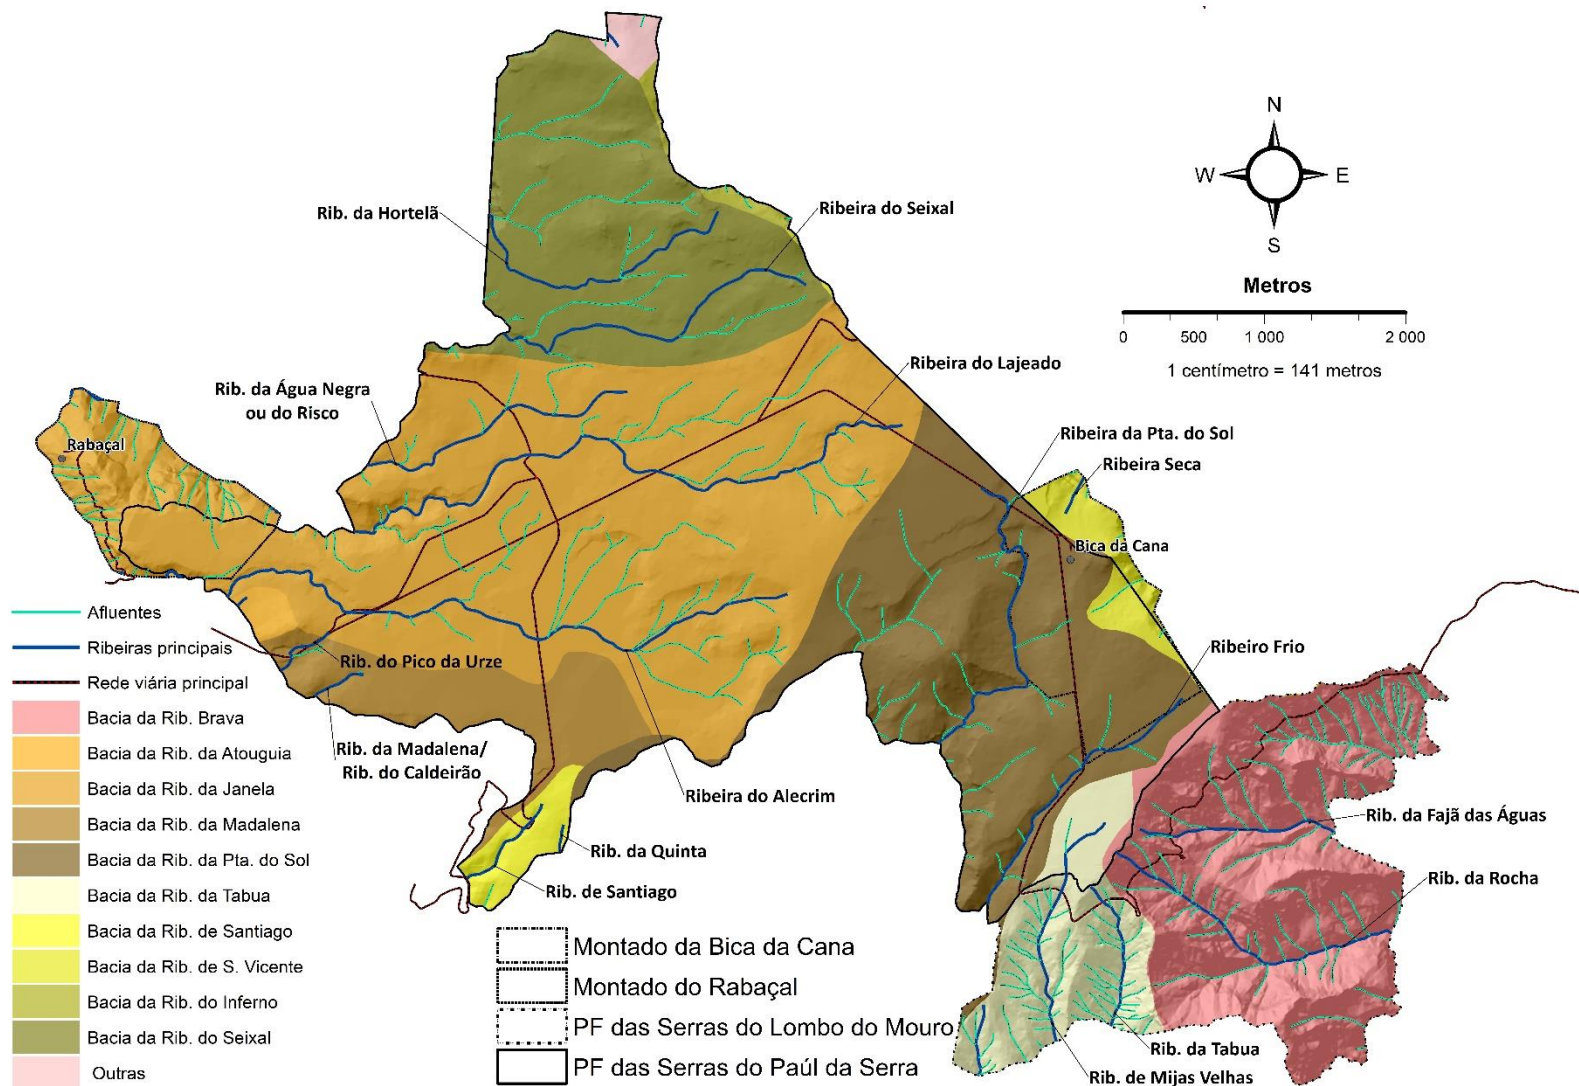 N
W E
S
Metros
0 500 1 000 2 000
1 centímetro = 141 metros
Rib. da Hortelã
Ribeira do Seixal
Rib. da Água Negra
ou do Risco
Ribeira do Lajeado
Rabaçal
Ribeira da Pta. do Sol
Ribeira Seca
Bica da Cana
Ribeiro Frio
Rib. do Pico da Urze
Rib. da Madalena/
Rib. do Caldeirão
Ribeira do Alecrim
Rib. da Quinta
Rib. de Santiago
Rib. da Fajã das Águas
Rib. da Rocha
Rib. da Tabua
Rib. de Mijas Velhas
Afluentes
Ribeiras principais
Rede viária principal
Bacia da Rib. Brava
Bacia da Rib. da Atouguia
Bacia da Rib. da Janela
Bacia da Rib. da Madalena
Bacia da Rib. da Pta. do Sol
Bacia da Rib. da Tabua
Bacia da Rib. de Santiago
Bacia da Rib. de S. Vicente
Bacia da Rib. do Inferno
Bacia da Rib. do Seixal
Outras
Montado da Bica da Cana
Montado do Rabaçal
PF das Serras do Lombo do Mouro
PF das Serras do Paúl da Serra